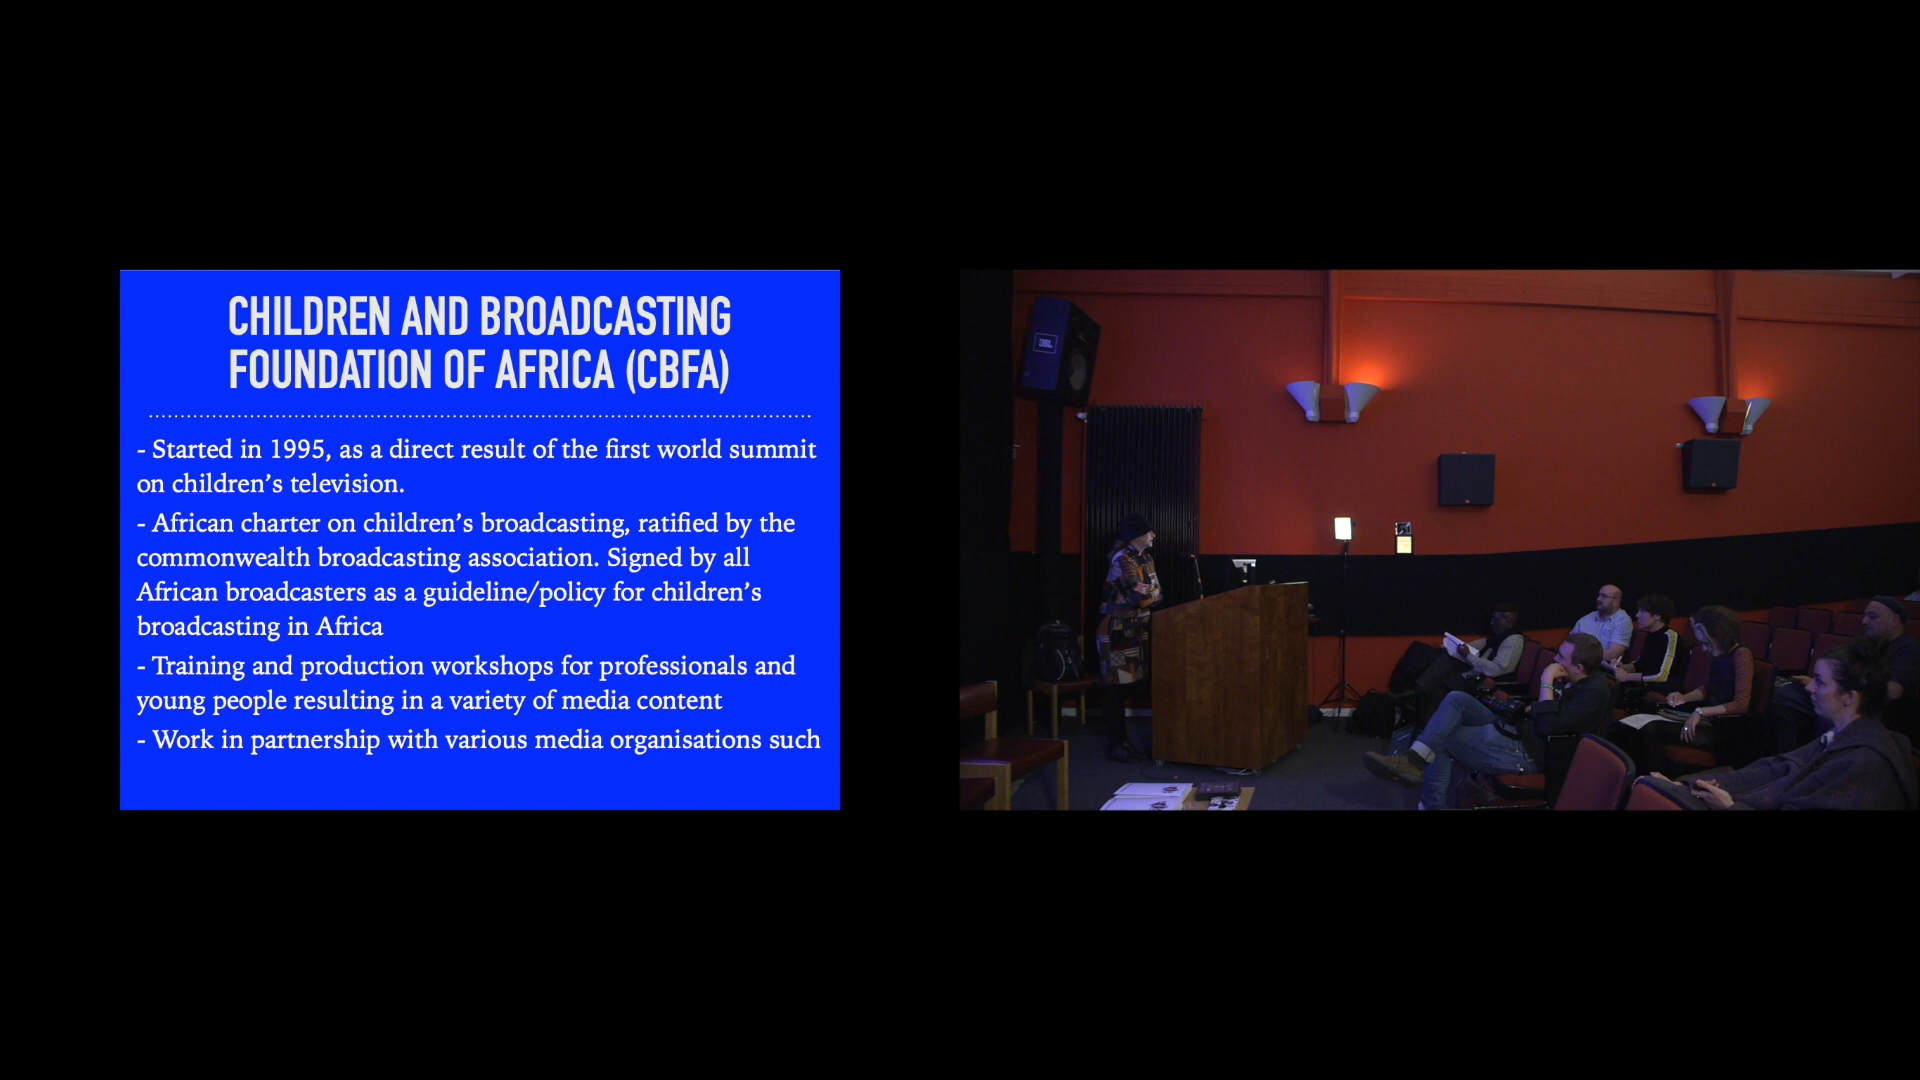 CHILDREN AND BROADCASTING
FOUNDATION OF AFRICA (CBFA)
- Started in 1995, as a direct result of the first world summit
on children’s television.
- African charter on children’s broadcasting, ratified by the
commonwealth broadcasting association. Signed by all
African broadcasters as a guideline/policy for children’s
broadcasting in Africa
- Training and production workshops for professionals and
young people resulting in a variety of media content
- Work in partnership with various media organisations such
JBL